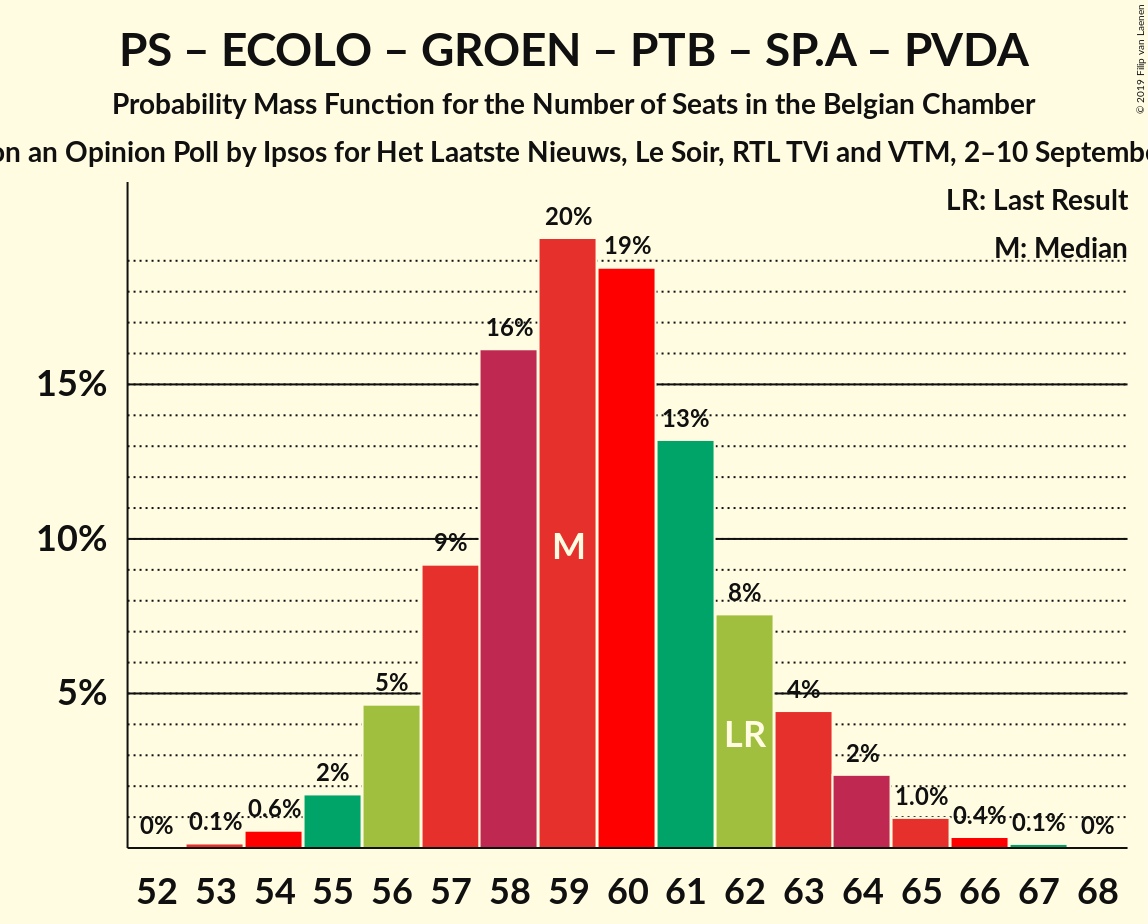 PS – ECOLO – GROEN – PTB – SP.A – PVDA
Probability Mass Function for the Number of Seats in the Belgian Chamber
on an Opinion Poll by Ipsos for Het Laatste Nieuws, Le Soir, RTL TVi and VTM, 2–10 Septembe
© 2019 Filip van Laenen
LR: Last Result
M: Median
15%
10%
5%
0% 0.1% 0.6% 2% 5% 9% 16% 20% 19% 13% 8% 4% 2% 1.0% 0.4% 0.1% 0%
M
LR
52 53 54 55 56 57 58 59 60 61 62 63 64 65 66 67 68